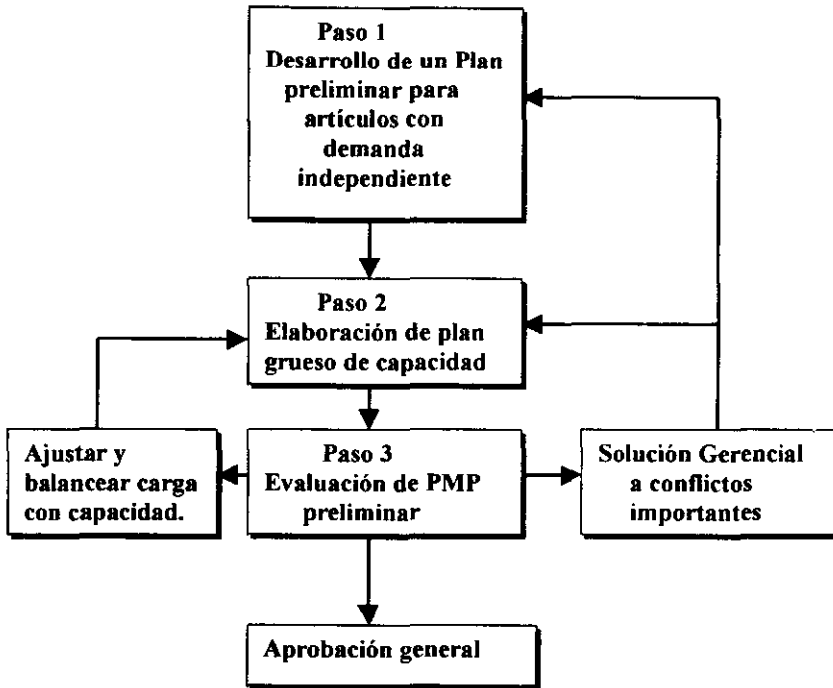 Paso 1
Desarrollo de un Plan
preliminar para
artículos con
demanda
independiente
Paso 2
Elaboración de plan
grueso de capacidad
Ajustar y
balancear carga
con capacidad.
Paso 3
Evaluación de PMP
preliminar
Solución Gerencial
a conflictos
importantes
Aprobación general